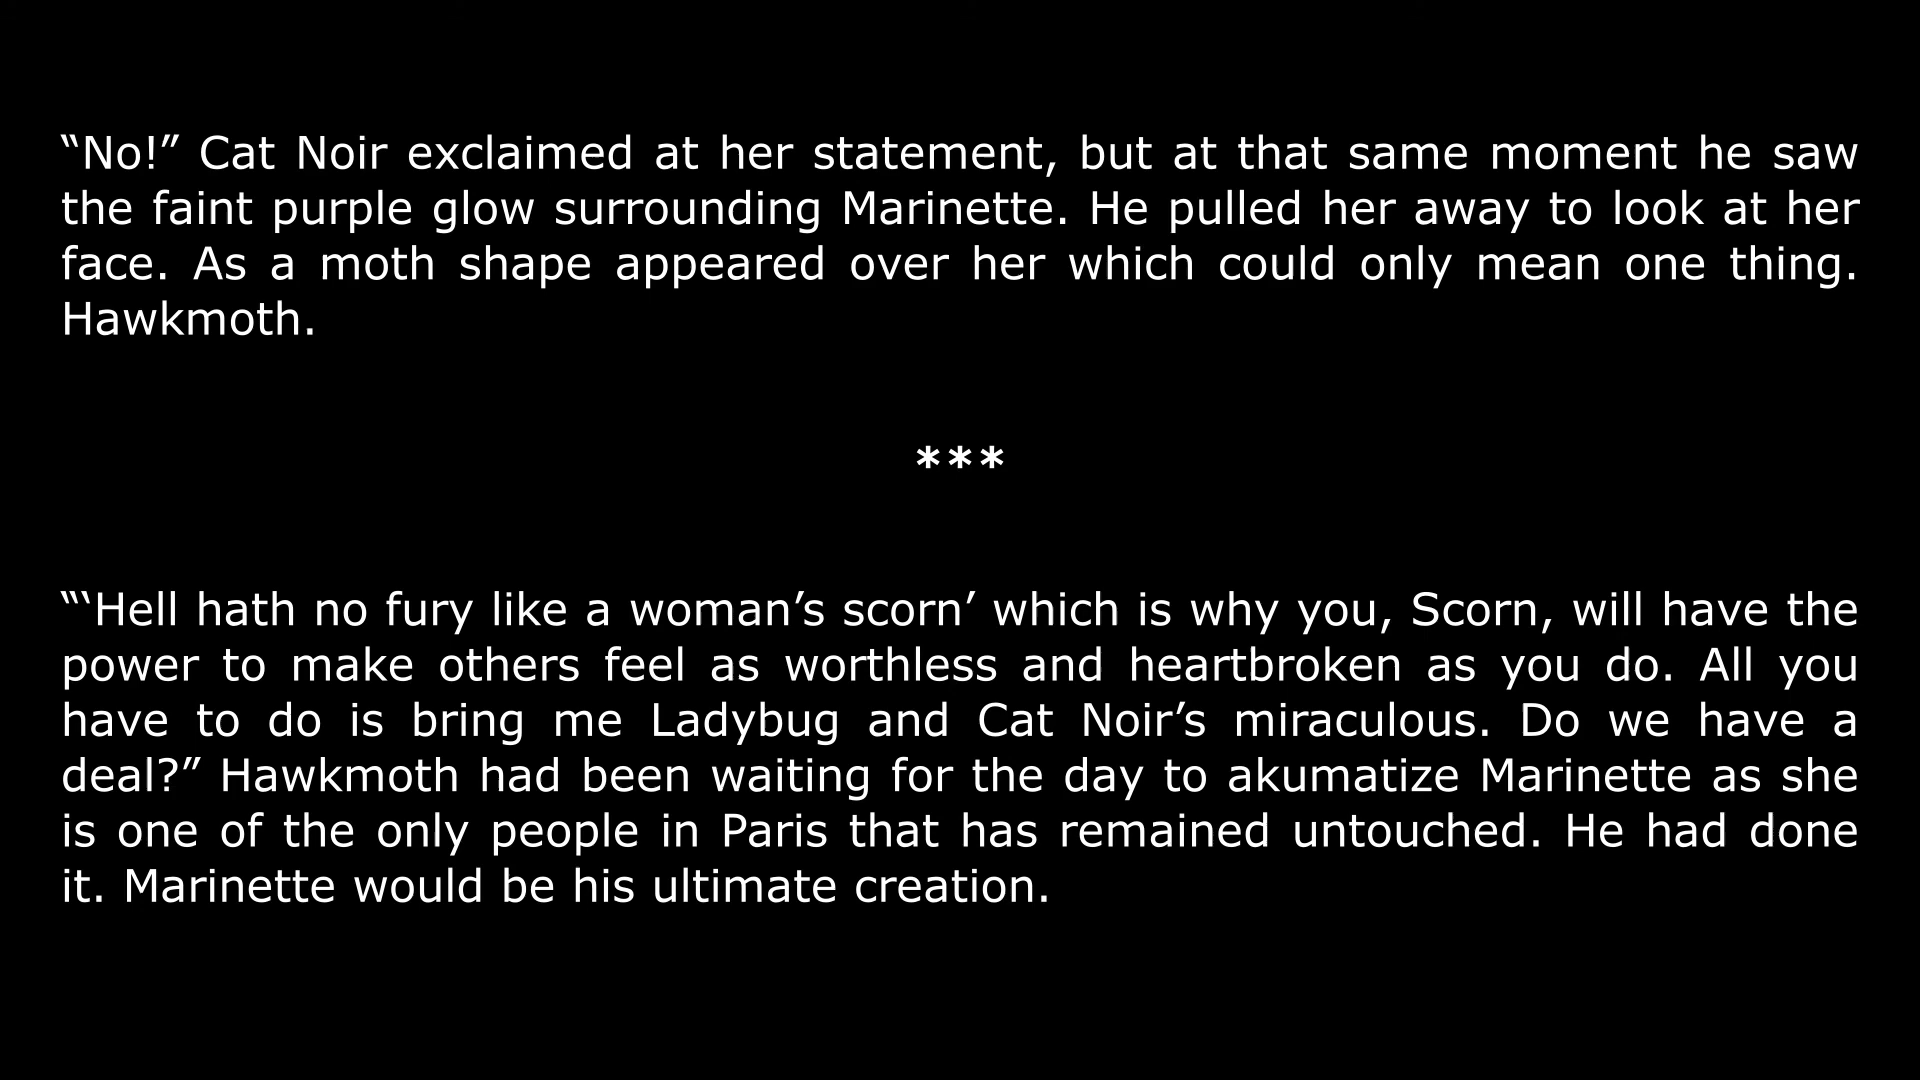 “No!” Cat Noir exclaimed at her statement, but at that same moment he saw
the faint purple glow surrounding Marinette. He pulled her away to look at her
face. As a moth shape appeared over her which could only mean one thing.
Hawkmoth.
***
“‘Hell hath no fury like a woman’s scorn’ which is why you, Scorn, will have the
power to make others feel as worthless and heartbroken as you do. All you
have to do is bring me Ladybug and Cat Noir’s miraculous. Do we have a
deal?” Hawkmoth had been waiting for the day to akumatize Marinette as she
is one of the only people in Paris that has remained untouched. He had done
it. Marinette would be his ultimate creation.